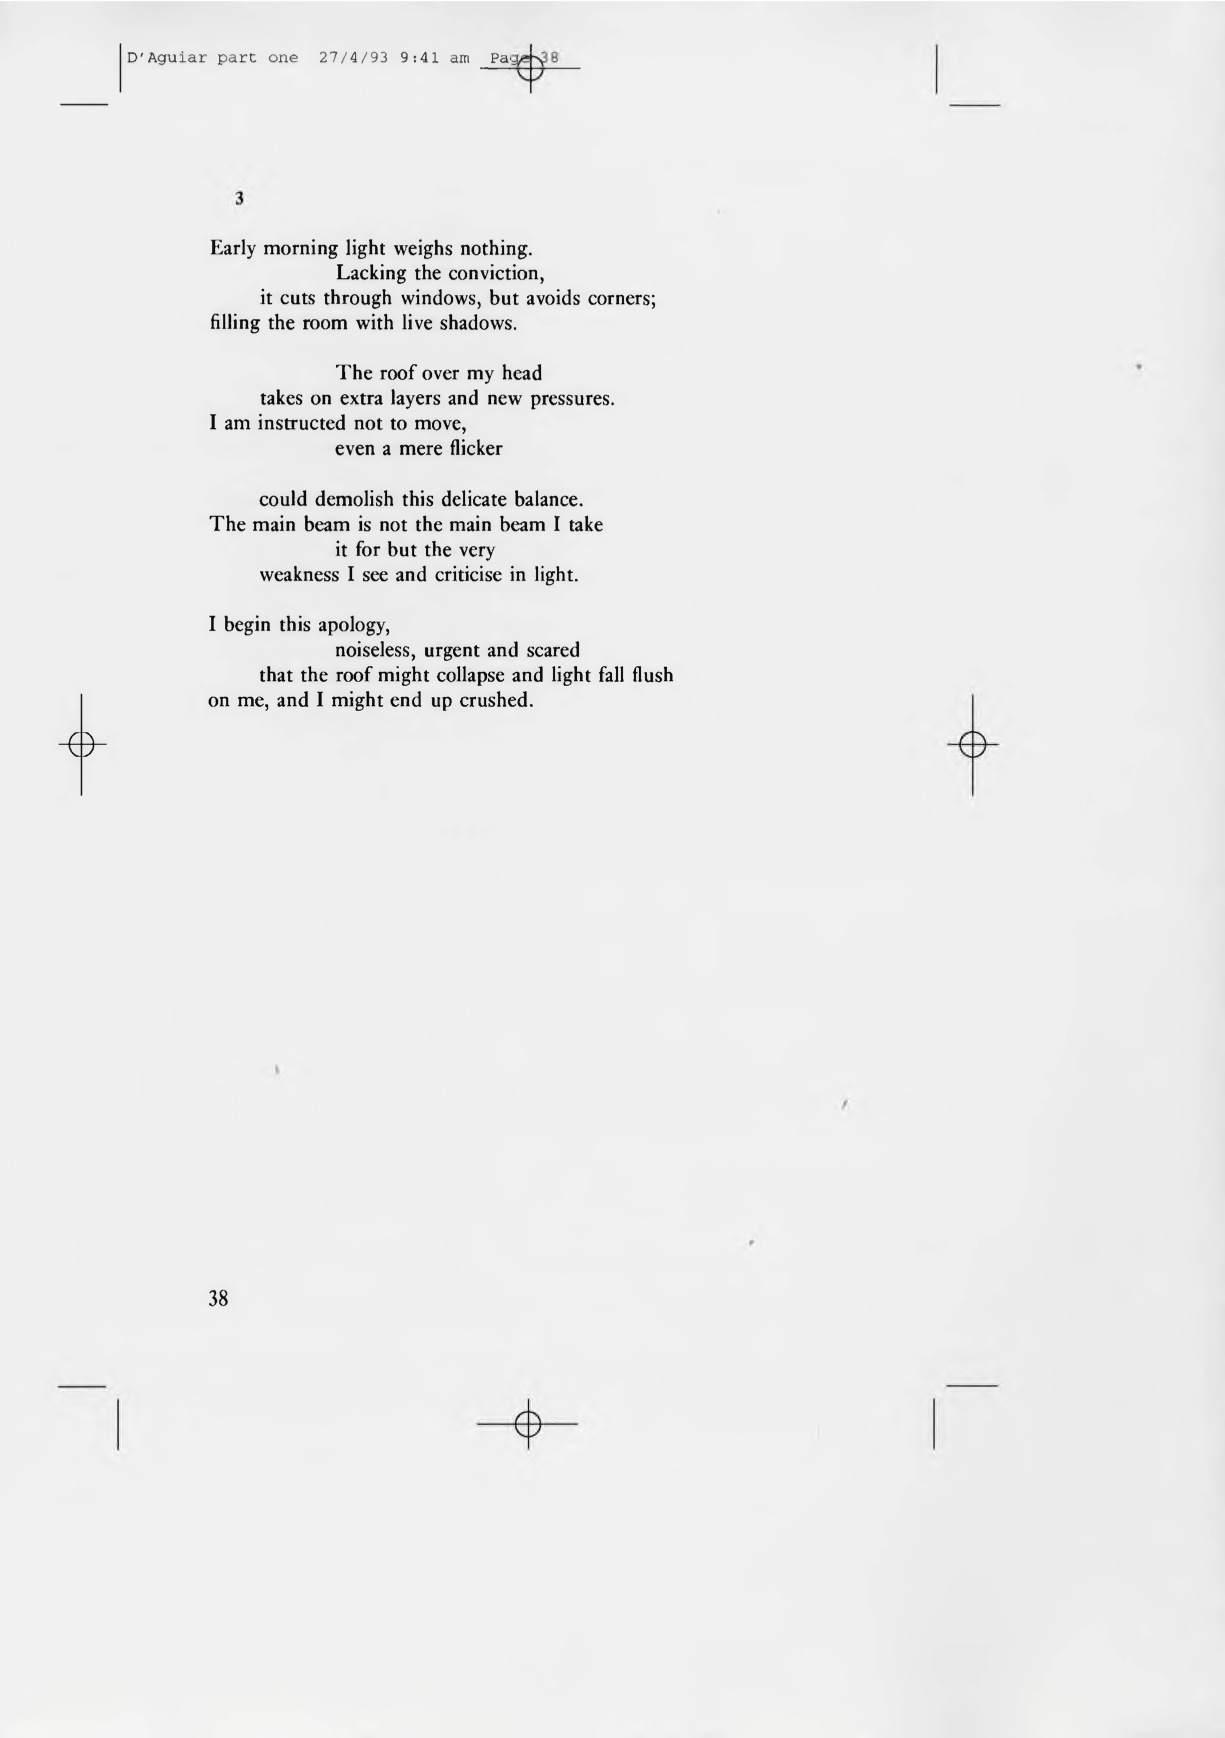 D'Aguiar part one 27/4/93 9:41 am Page 38
3
Early morning light weighs nothing.
Lacking the conviction,
it cuts through windows, but avoids corners;
filling the room with live shadows.
The roof over my head
takes on extra layers and new pressures.
I am instructed not to move,
even a mere flicker
could demolish this delicate balance.
The main beam is not the main beam I take
it for but the very
weakness I see and criticise in light.
I begin this apology,
noiseless, urgent and scared
that the roof might collapse and light fall flush
on me, and I might end up crushed.
38